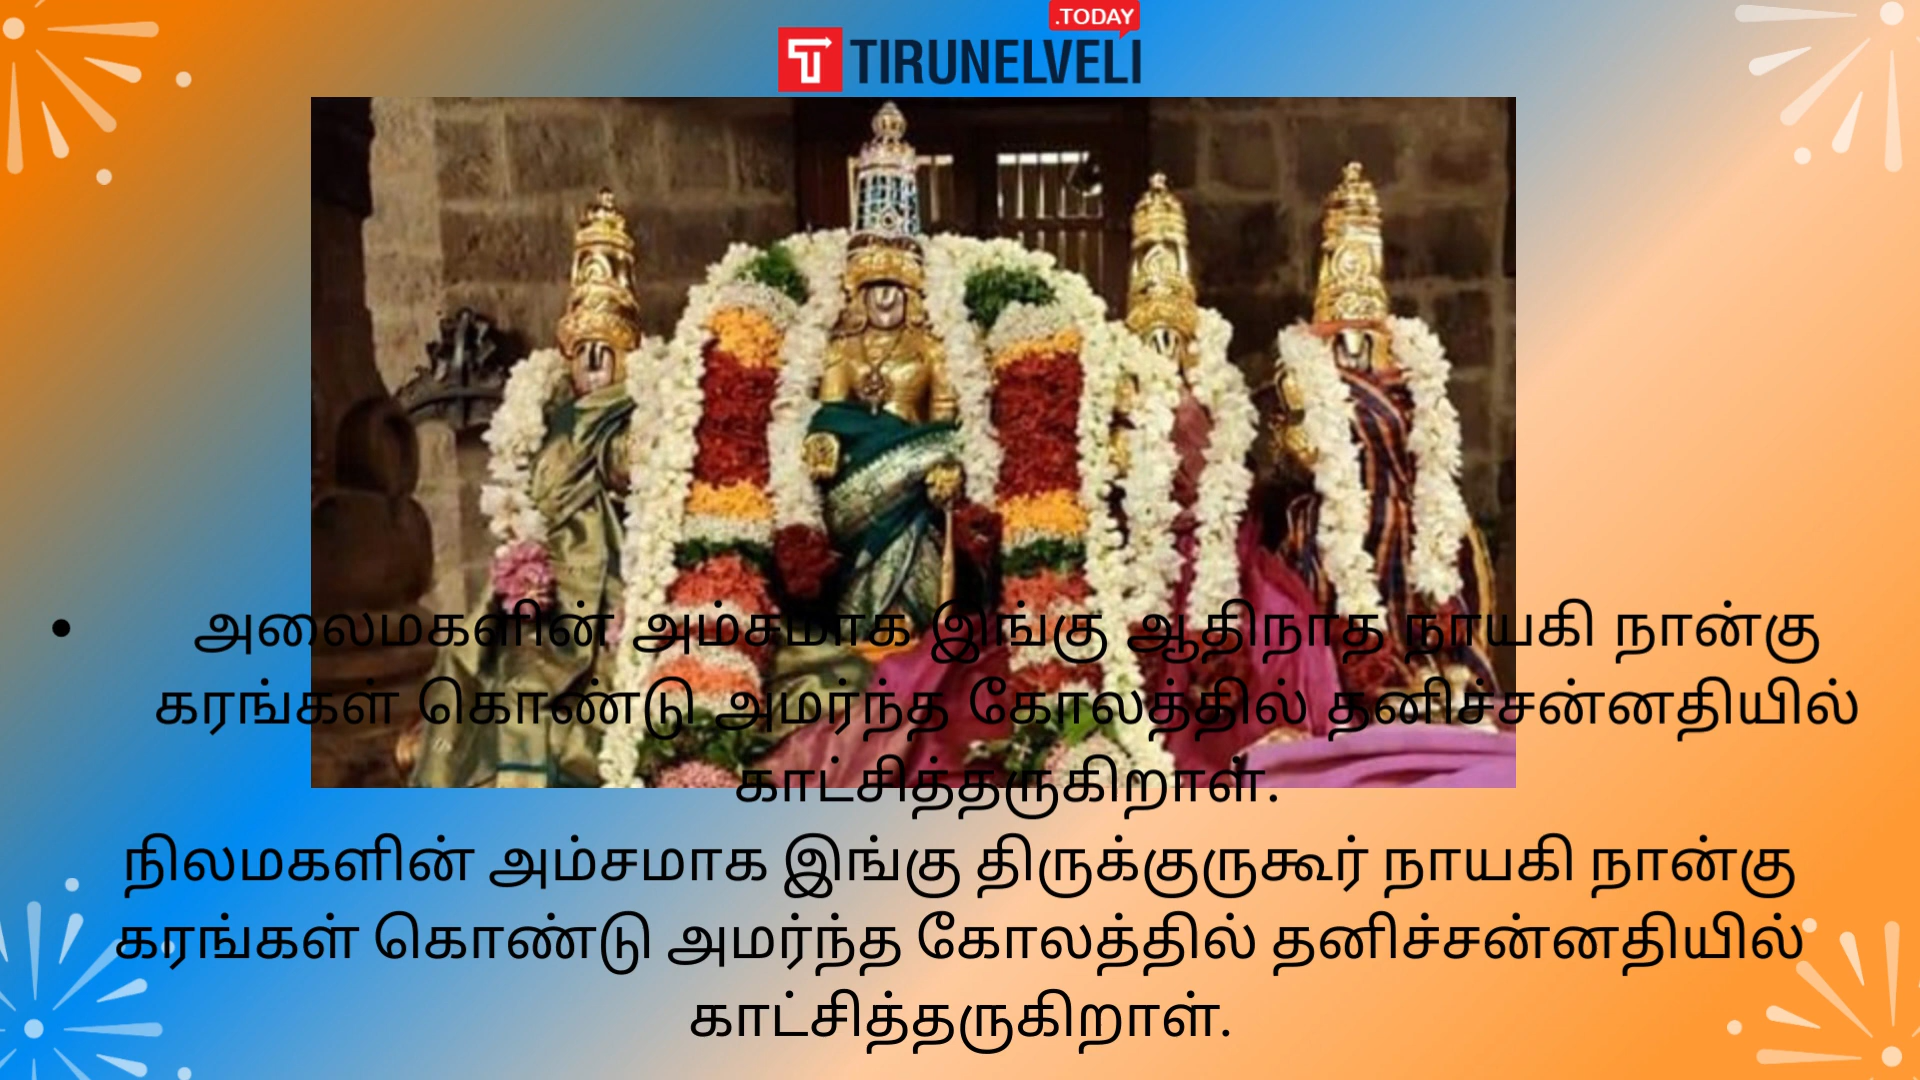 .TODAY
TIRUNELVELI
• அலைமகளின் அம்சமாக இங்கு ஆதிநாத நாயகி நான்கு
கரங்கள் கொண்டு அமர்ந்த கோலத்தில் தனிச்சன்னதியில்
காட்சித்தருகிறாள்.
நிலமகளின் அம்சமாக இங்கு திருக்குருகூர் நாயகி நான்கு
கரங்கள் கொண்டு அமர்ந்த கோலத்தில் தனிச்சன்னதியில்
காட்சித்தருகிறாள்.